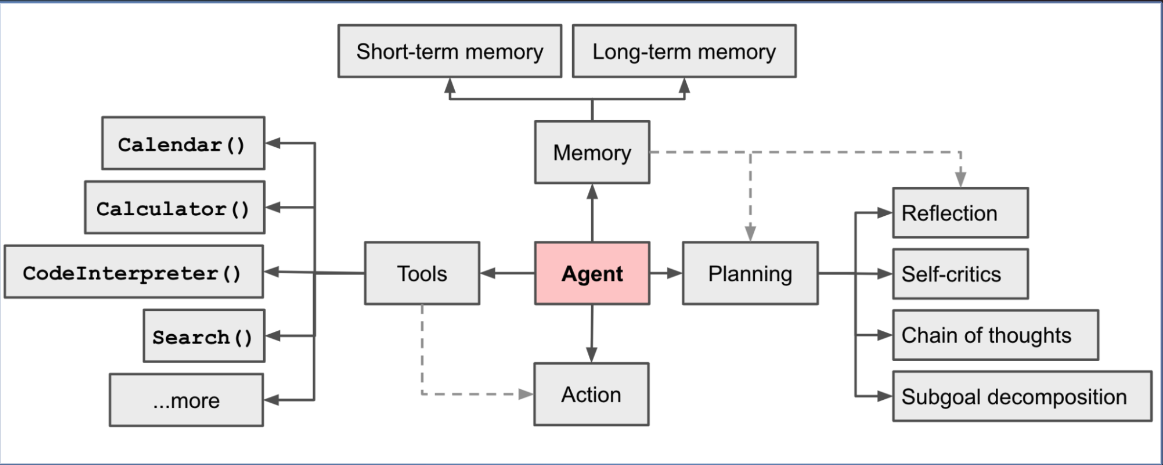 Short-term memory
Long-term memory
Calendar()
Memory
Calculator()
Reflection
CodeInterpreter()
Tools
Agent
Planning
Self-critics
Search()
Chain of thoughts
...more
Action
Subgoal decomposition